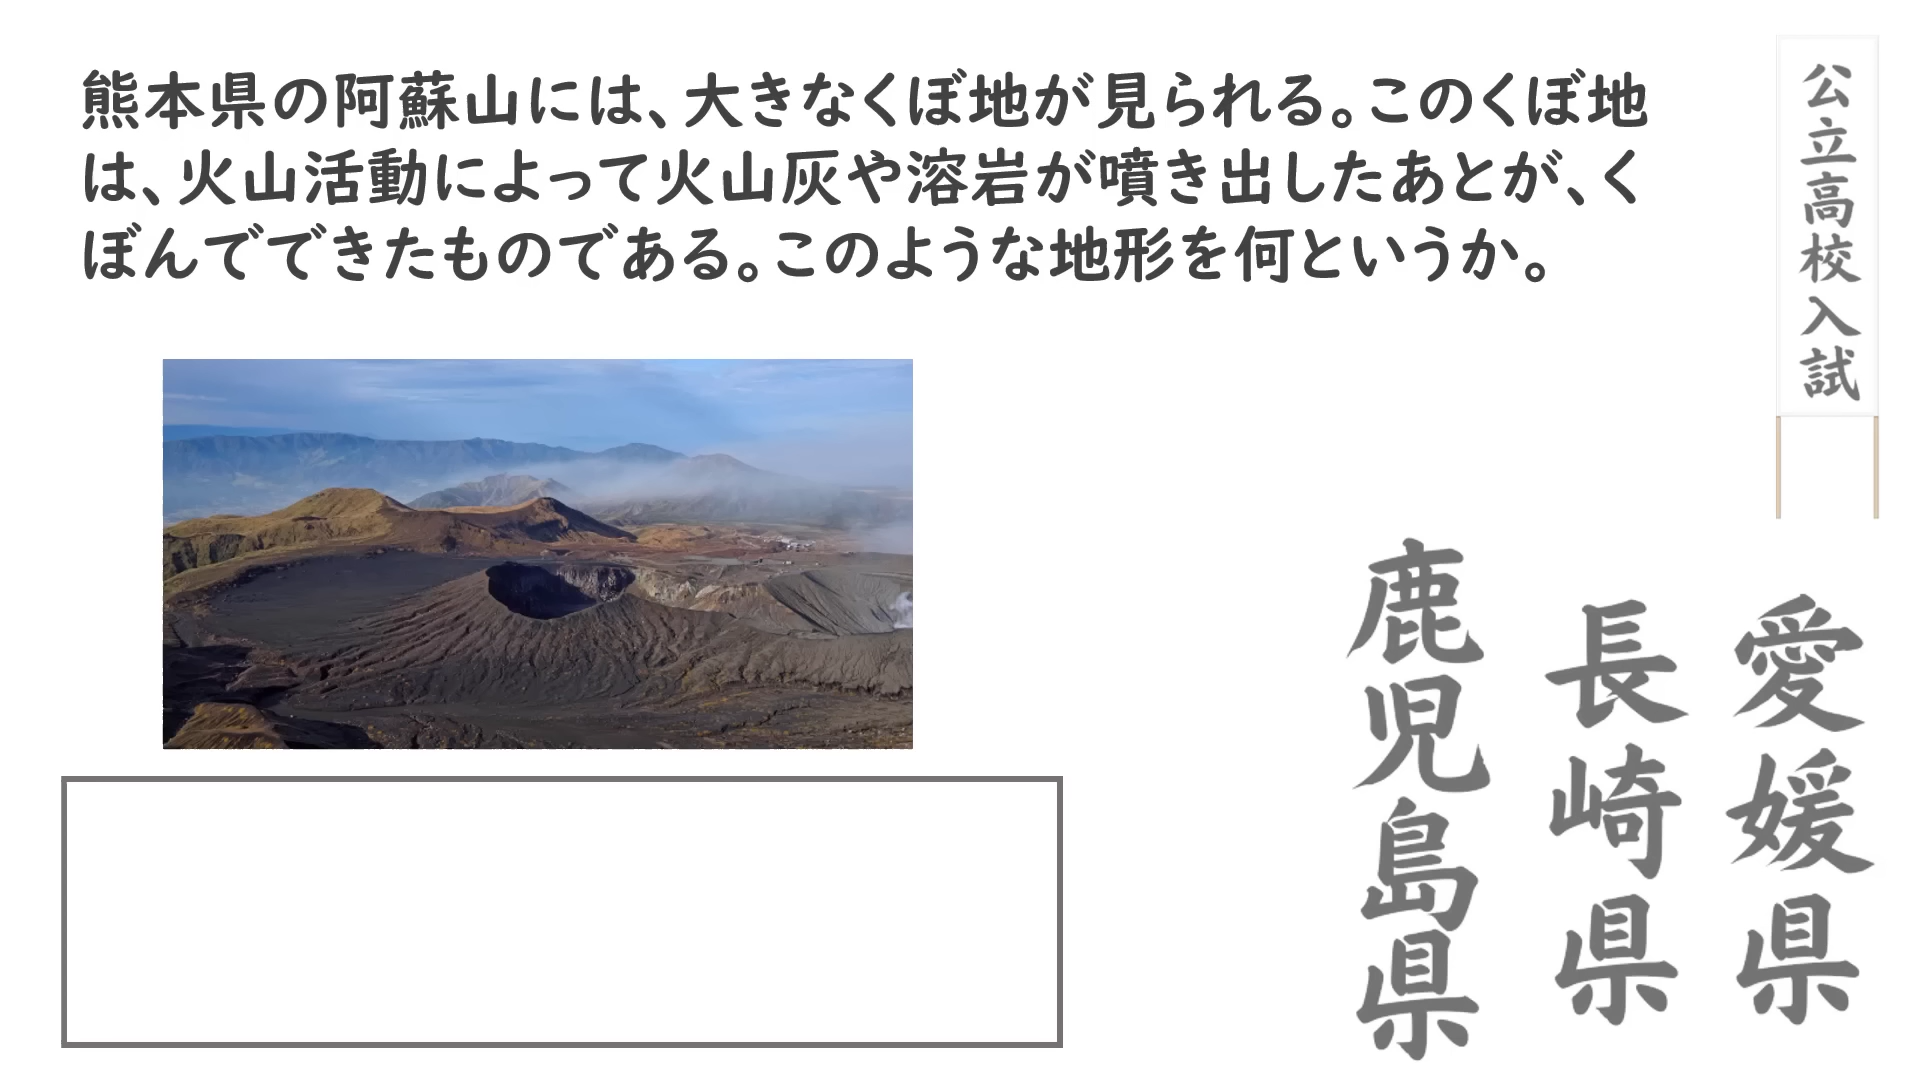 熊本県の阿蘇山には、大きなくぼ地が見られる。このくぼ地
は、火山活動によって火山灰や溶岩が噴き出したあとが、く
ぼんでできたものである。このような地形を何というか。
公立高校入試
愛媛県
長崎県
鹿児島県